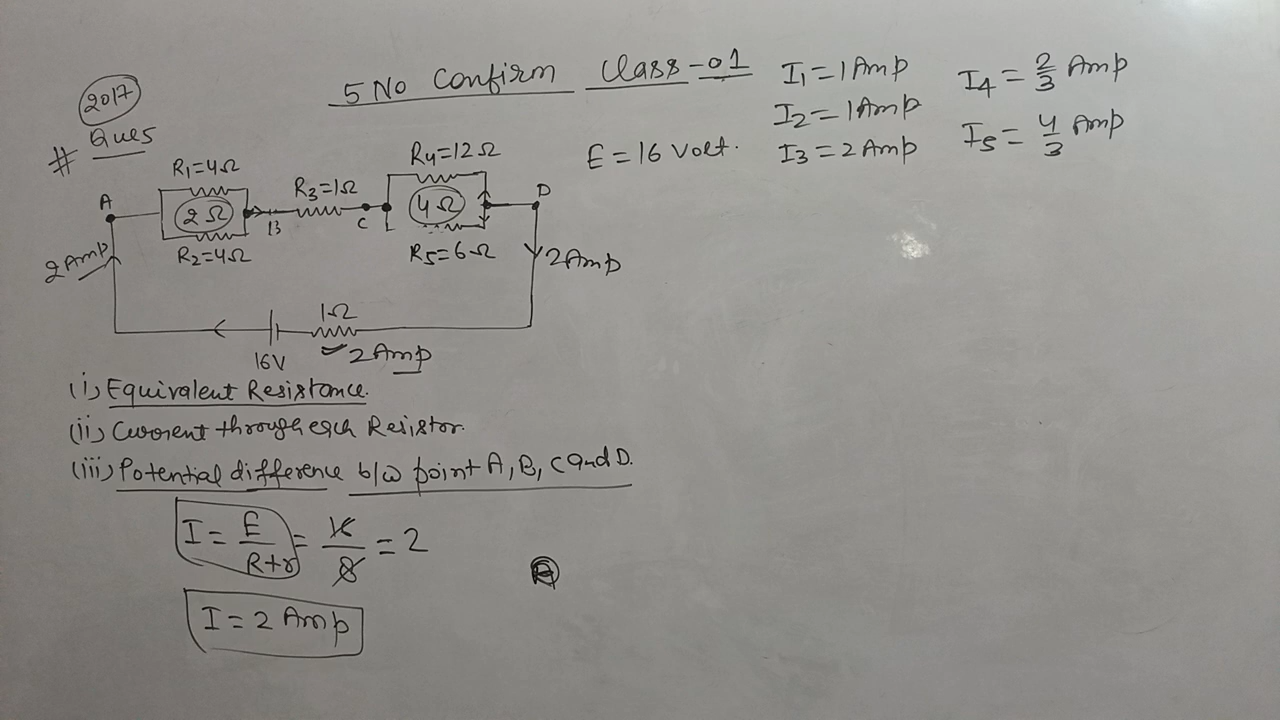 2017
5 No Confirm Class-01
# Ques
I₁ = 1 Amp
I₂ = 1 Amp
I₃ = 2 Amp
I₄ = 2/3 Amp
I₅ = 4/3 Amp
E = 16 Volt.
R₁=4Ω
2Ω
R₂=4Ω
R₃=1Ω
R₄=12Ω
4Ω
R₅=6Ω
A
B
C
D
2 Amp
2 Amp
1Ω
16V
2 Amp
(i) Equivalent Resistance.
(ii) Current through each Resistor.
(iii) Potential difference b/w point A, B, C and D.
I = E/R+r = 16/8 = 2
I = 2 Amp